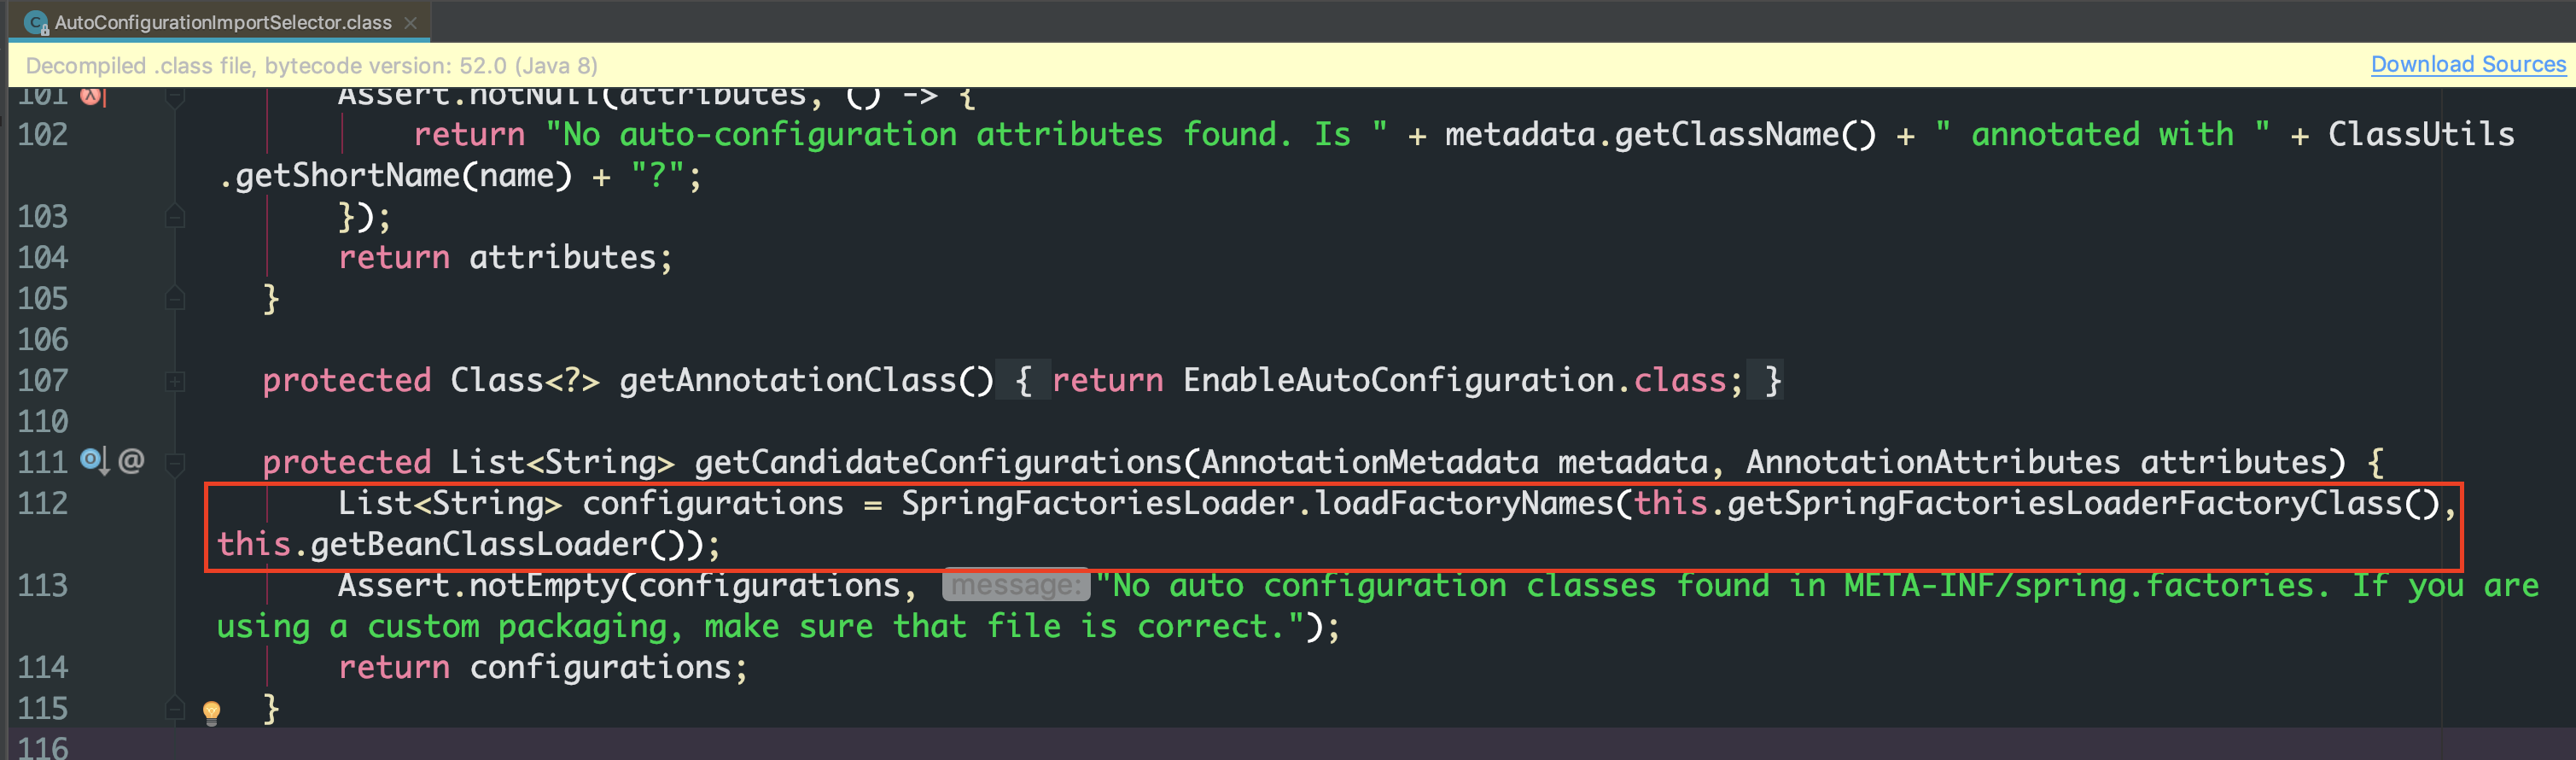 AutoConfigurationImportSelector.class
Decompiled .class file, bytecode version: 52.0 (Java 8)
Download Sources
101 Assert.notNull(attributes, () -> {
102 return "No auto-configuration attributes found. Is " + metadata.getClassName() + " annotated with " + ClassUtils
.getShortName(name) + "?";
103 });
104 return attributes;
105 }
106
107 protected Class<?> getAnnotationClass() { return EnableAutoConfiguration.class; }
110
111 @ protected List<String> getCandidateConfigurations(AnnotationMetadata metadata, AnnotationAttributes attributes) {
112 List<String> configurations = SpringFactoriesLoader.loadFactoryNames(this.getSpringFactoriesLoaderFactoryClass(),
this.getBeanClassLoader());
113 Assert.notEmpty(configurations, message: "No auto configuration classes found in META-INF/spring.factories. If you are
using a custom packaging, make sure that file is correct.");
114 return configurations;
115 }
116